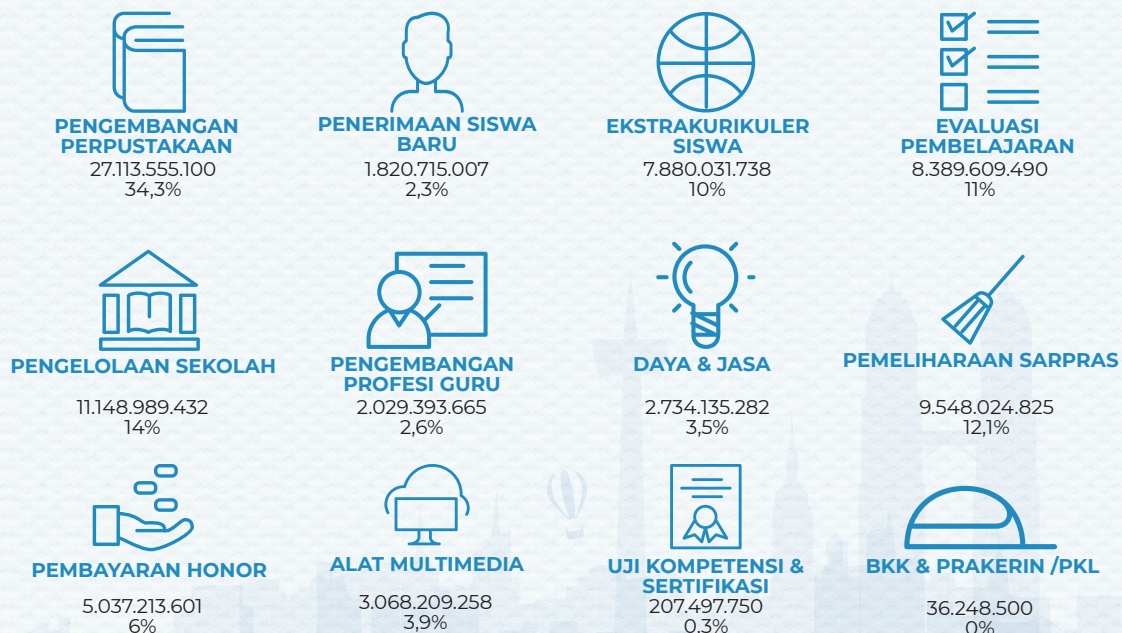 PENGEMBANGAN
PERPUSTAKAAN
27.113.555.100
34,3%
PENERIMAAN SISWA
BARU
1.820.715.007
2,3%
EKSTRAKURIKULER
SISWA
7.880.031.738
10%
EVALUASI
PEMBELAJARAN
8.389.609.490
11%
PENGELOLAAN SEKOLAH
11.148.989.432
14%
PENGEMBANGAN
PROFESI GURU
2.029.393.665
2,6%
DAYA & JASA
2.734.135.282
3,5%
PEMELIHARAAN SARPRAS
9.548.024.825
12,1%
PEMBAYARAN HONOR
5.037.213.601
6%
ALAT MULTIMEDIA
3.068.209.258
3,9%
UJI KOMPETENSI &
SERTIFIKASI
207.497.750
0.3%
BKK & PRAKERIN /PKL
36.248.500
0%